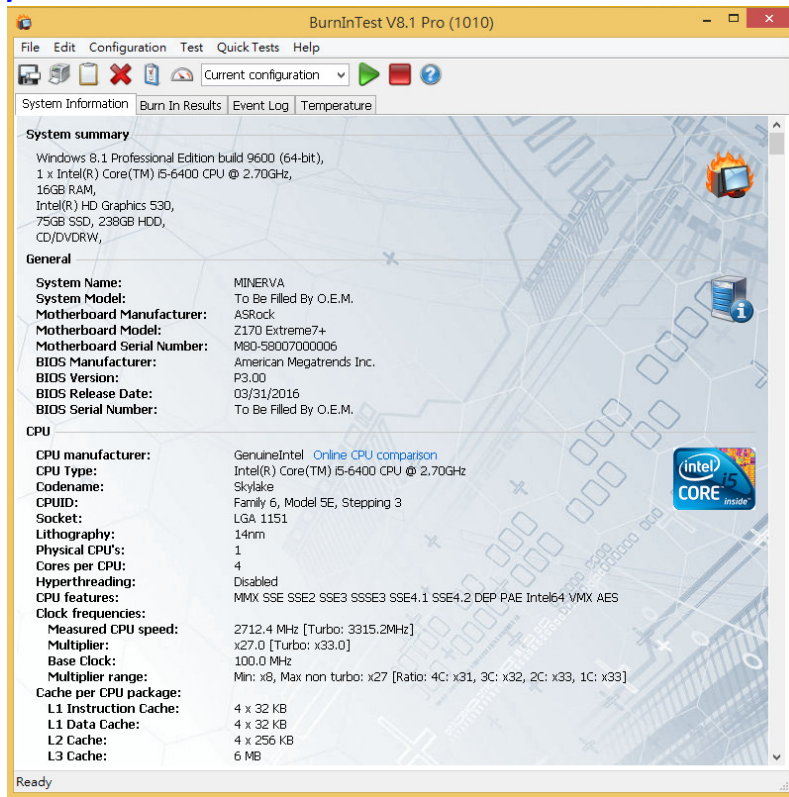 BurnInTest V8.1 Pro (1010)
File Edit Configuration Test Quick Tests Help
Current configuration
System Information Burn In Results Event Log Temperature
System summary
Windows 8.1 Professional Edition build 9600 (64-bit),
1 x Intel(R) Core(TM) i5-6400 CPU @ 2.70GHz,
16GB RAM,
Intel(R) HD Graphics 530,
75GB SSD, 238GB HDD,
CD/DVDRW,
General
System Name: MINERVA
System Model: To Be Filled By O.E.M.
Motherboard Manufacturer: ASRock
Motherboard Model: Z170 Extreme7+
Motherboard Serial Number: M80-58007000006
BIOS Manufacturer: American Megatrends Inc.
BIOS Version: P3.00
BIOS Release Date: 03/31/2016
BIOS Serial Number: To Be Filled By O.E.M.
CPU
CPU manufacturer: GenuineIntel Online CPU comparison
CPU Type: Intel(R) Core(TM) i5-6400 CPU @ 2.70GHz
Codename: Skylake
CPUID: Family 6, Model 5E, Stepping 3
Socket: LGA 1151
Lithography: 14nm
Physical CPU's: 1
Cores per CPU: 4
Hyperthreading: Disabled
CPU features: MMX SSE SSE2 SSE3 SSSE3 SSE4.1 SSE4.2 DEP PAE Intel64 VMX AES
Clock frequencies:
Measured CPU speed: 2712.4 MHz [Turbo: 3315.2MHz]
Multiplier: x27.0 [Turbo: x33.0]
Base Clock: 100.0 MHz
Multiplier range: Min: x8, Max non turbo: x27 [Ratio: 4C: x31, 3C: x32, 2C: x33, 1C: x33]
Cache per CPU package:
L1 Instruction Cache: 4 x 32 KB
L1 Data Cache: 4 x 32 KB
L2 Cache: 4 x 256 KB
L3 Cache: 6 MB
intel
i5
CORE inside
Ready